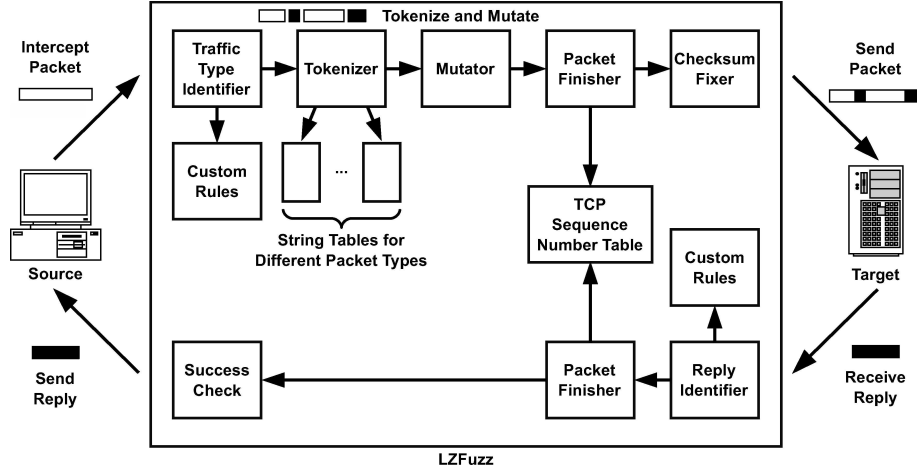 Tokenize and Mutate
Intercept
Packet
Traffic
Type
Identifier
Tokenizer
Mutator
Packet
Finisher
Checksum
Fixer
Send
Packet
Custom
Rules
...
String Tables for
Different Packet Types
TCP
Sequence
Number Table
Custom
Rules
Source
Target
Send
Reply
Success
Check
Packet
Finisher
Reply
Identifier
Receive
Reply
LZFuzz